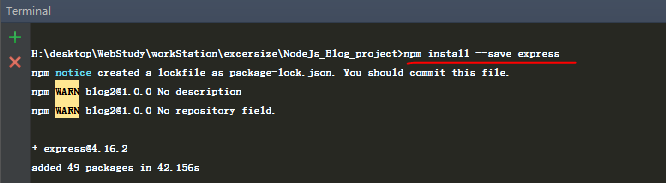 Terminal
H:\desktop\WebStudy\workStation\excersize\NodeJs_Blog_project>npm install --save express
npm notice created a lockfile as package-lock.json. You should commit this file.
npm WARN blog2@1.0.0 No description
npm WARN blog2@1.0.0 No repository field.
+ express@4.16.2
added 49 packages in 42.156s